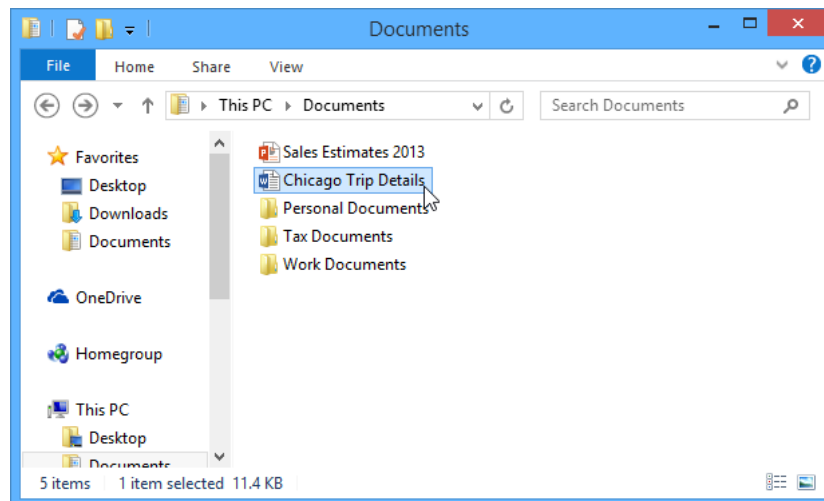 Documents
File Home Share View
This PC Documents Search Documents
Favorites
Desktop
Downloads
Documents
OneDrive
Homegroup
This PC
Desktop
Documents
Sales Estimates 2013
Chicago Trip Details
Personal Documents
Tax Documents
Work Documents
5 items 1 item selected 11.4 KB